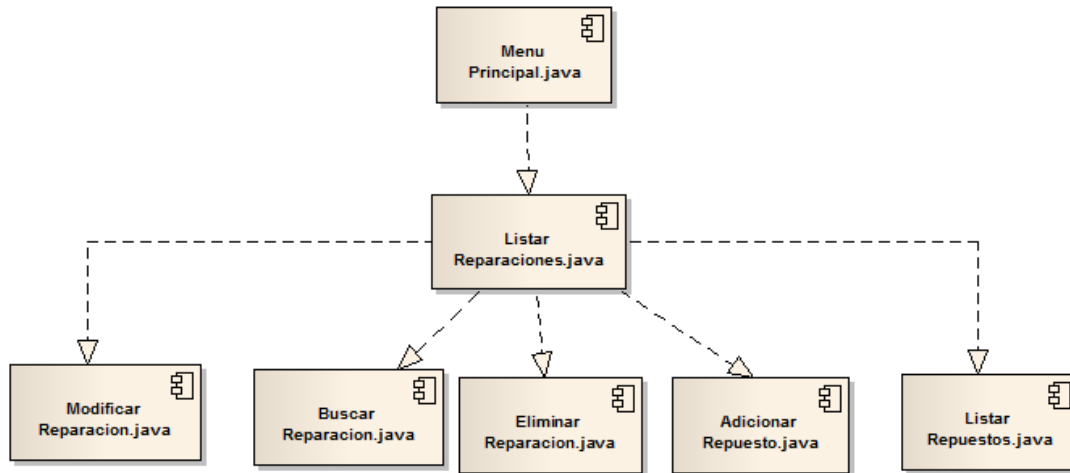 Menu
Principal.java
Listar
Reparaciones.java
Modificar
Reparacion.java
Buscar
Reparacion.java
Eliminar
Reparacion.java
Adicionar
Repuesto.java
Listar
Repuestos.java